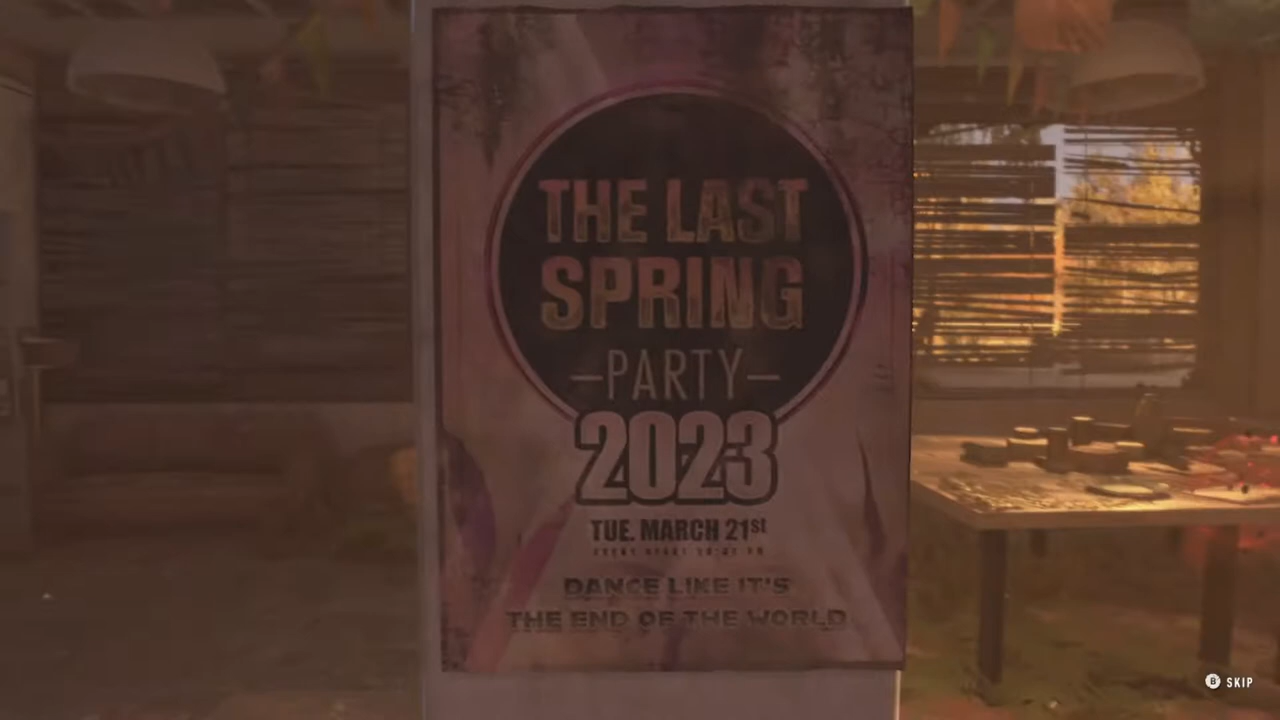 THE LAST
SPRING
–PARTY–
2023
TUE. MARCH 21st
DANCE LIKE IT'S
THE END OF THE WORLD
B SKIP